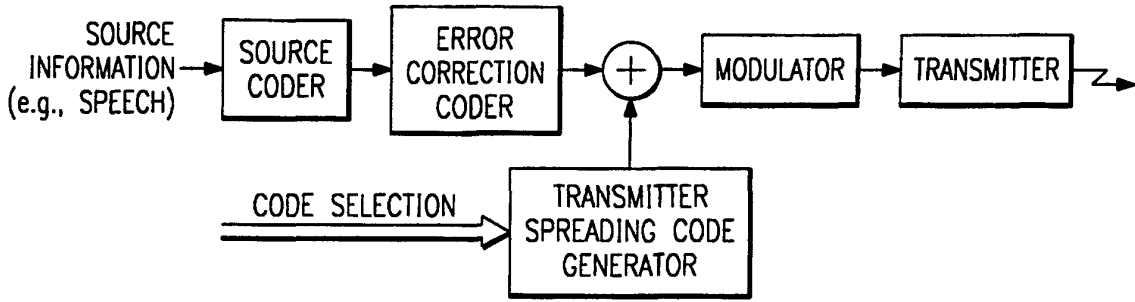 SOURCE
INFORMATION
(e.g., SPEECH)
SOURCE
CODER
ERROR
CORRECTION
CODER
+
MODULATOR
TRANSMITTER
CODE SELECTION
TRANSMITTER
SPREADING CODE
GENERATOR